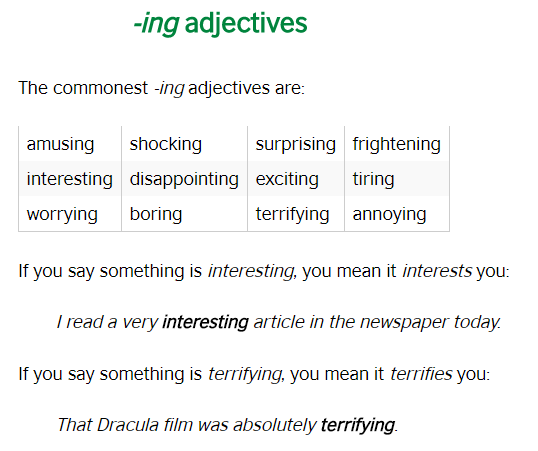 -ing adjectives
The commonest -ing adjectives are:
amusing shocking surprising frightening
interesting disappointing exciting tiring
worrying boring terrifying annoying
If you say something is interesting, you mean it interests you:
I read a very interesting article in the newspaper today.
If you say something is terrifying, you mean it terrifies you:
That Dracula film was absolutely terrifying.